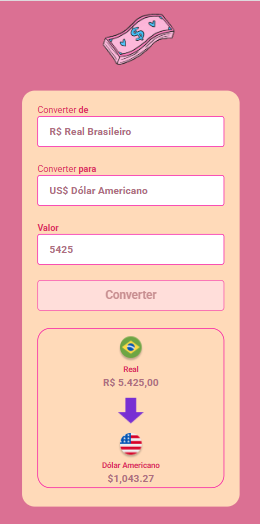 Converter de
R$ Real Brasileiro
Converter para
US$ Dólar Americano
Valor
5425
Converter
Real
R$ 5.425,00
Dólar Americano
$1,043.27